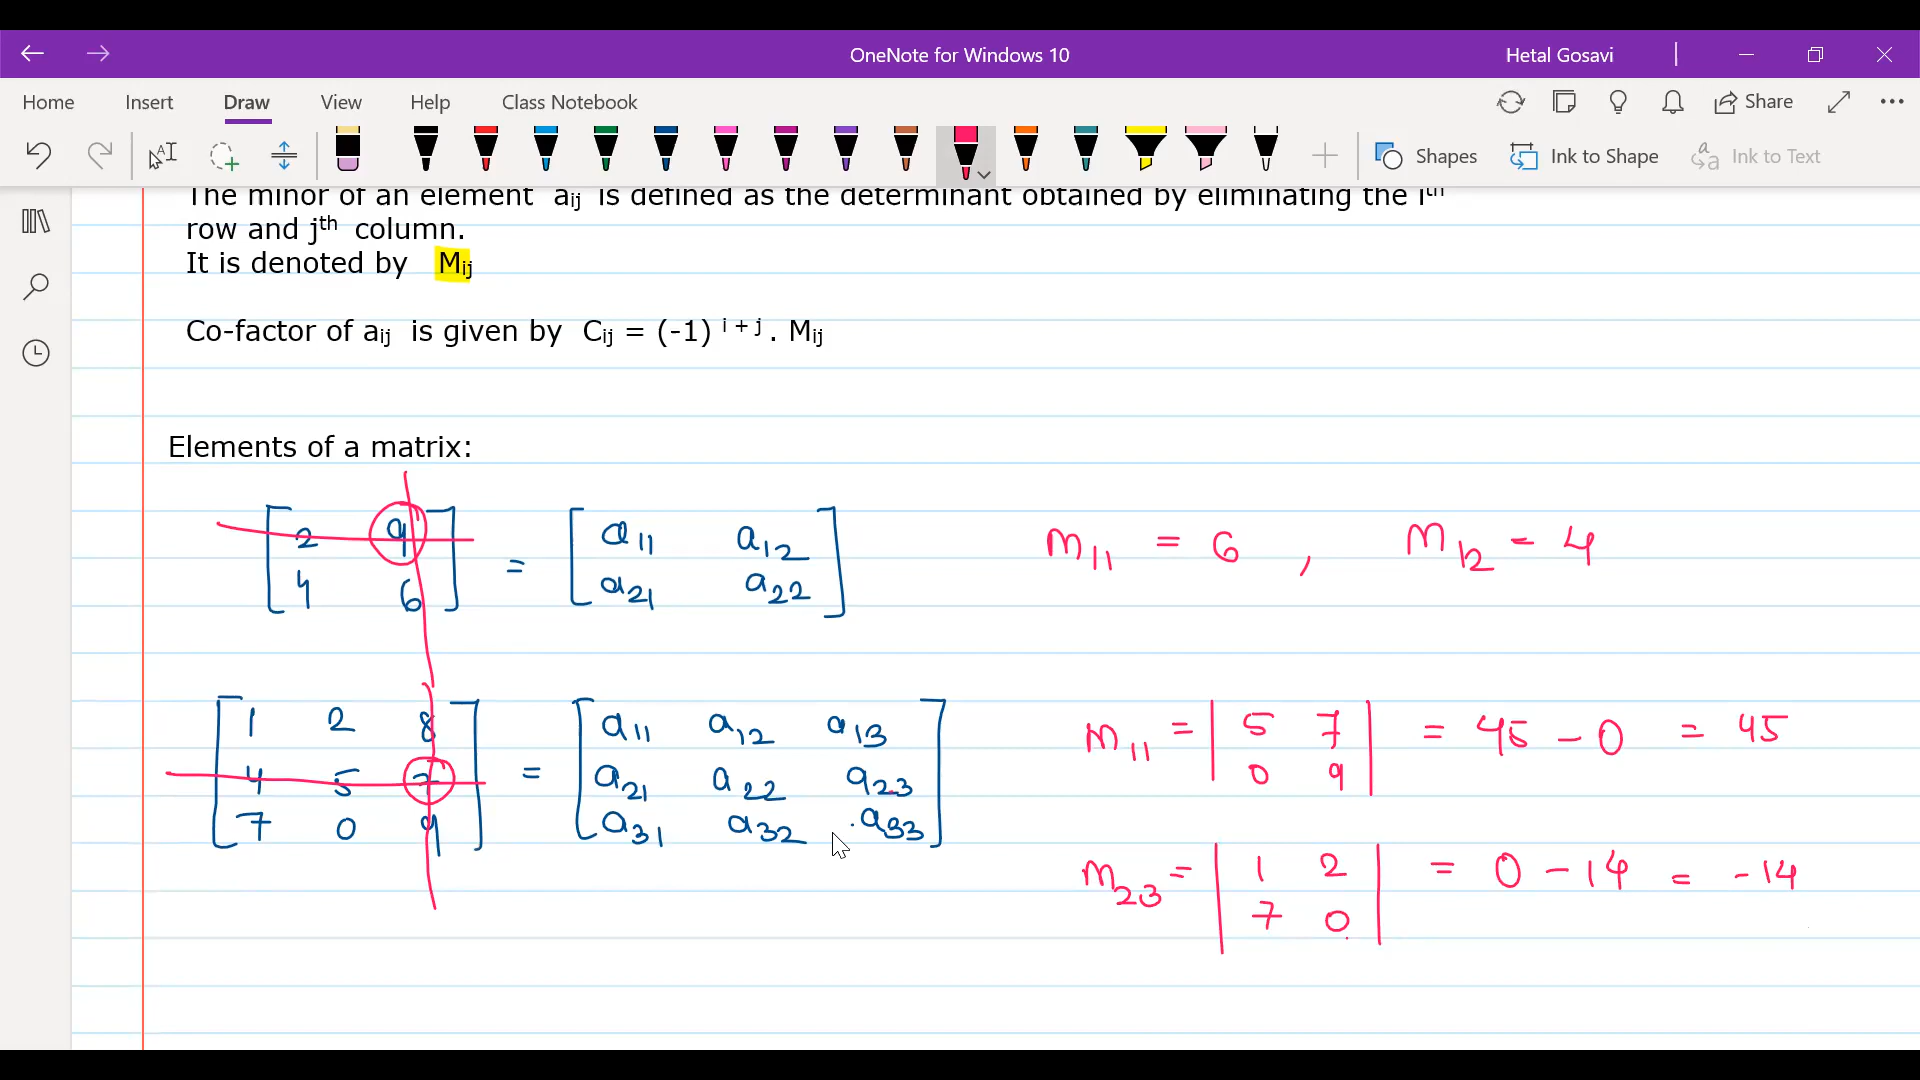 OneNote for Windows 10
Hetal Gosavi
Home Insert Draw View Help Class Notebook
Share
Shapes Ink to Shape Ink to Text
The minor of an element aij is defined as the determinant obtained by eliminating the ith
row and jth column.
It is denoted by Mij
Co-factor of aij is given by Cij = (-1) i + j . Mij
Elements of a matrix:
[ 2 9 = [ a11 a12 m11 = 6 , M12 = 4
4 6 ] a21 a22 ]
[ 1 2 8 [ a11 a12 a13 m11 = | 5 7 | = 45 - 0 = 45
4 5 7 = a21 a22 a23 0 9
7 0 9 ] a31 a32 .a33 ]
m23 = | 1 2 | = 0 - 14 = -14
7 0